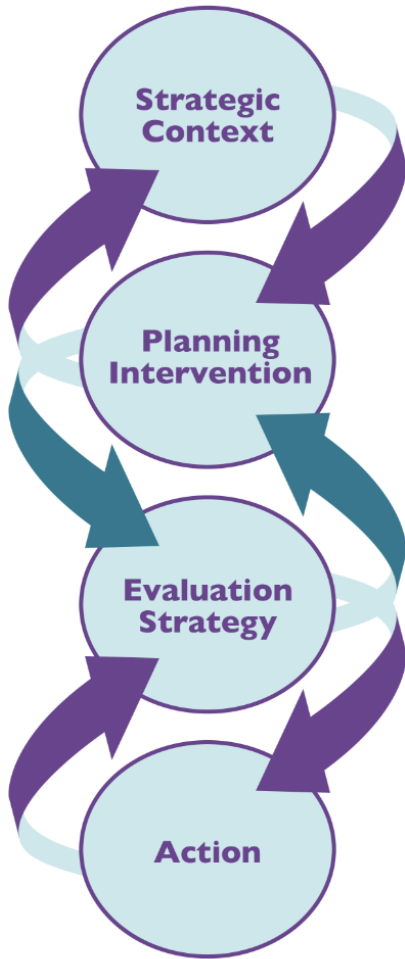 Strategic
Context
Planning
Intervention
Evaluation
Strategy
Action